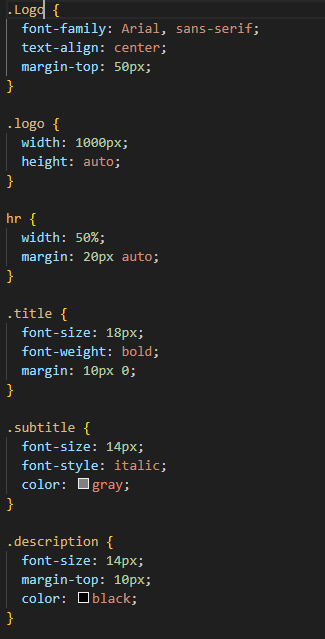 .Logo {
  font-family: Arial, sans-serif;
  text-align: center;
  margin-top: 50px;
}

.logo {
  width: 1000px;
  height: auto;
}

hr {
  width: 50%;
  margin: 20px auto;
}

.title {
  font-size: 18px;
  font-weight: bold;
  margin: 10px 0;
}

.subtitle {
  font-size: 14px;
  font-style: italic;
  color: gray;
}

.description {
  font-size: 14px;
  margin-top: 10px;
  color: black;
}